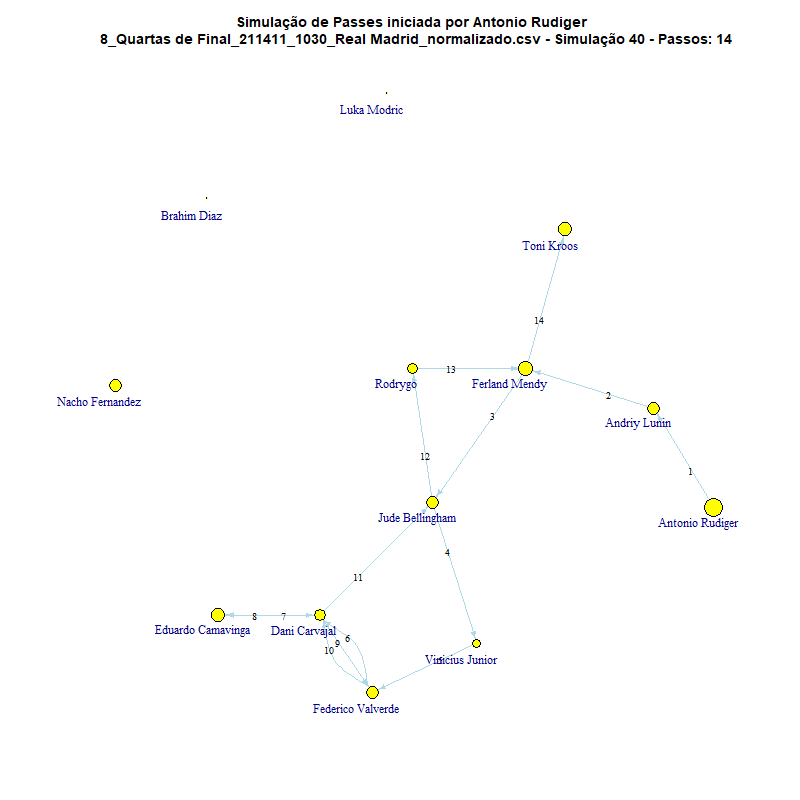 Simulação de Passes iniciada por Antonio Rudiger
8_Quartas de Final_211411_1030_Real Madrid_normalizado.csv - Simulação 40 - Passos: 14
Luka Modric
Brahim Diaz
Toni Kroos
14
Rodrygo
13
Ferland Mendy
Nacho Fernandez
2
Andriy Lunin
3
12
1
Jude Bellingham
Antonio Rudiger
4
11
8
7
Eduardo Camavinga
Dani Carvajal
6
9
10
Vinicius Junior
Federico Valverde